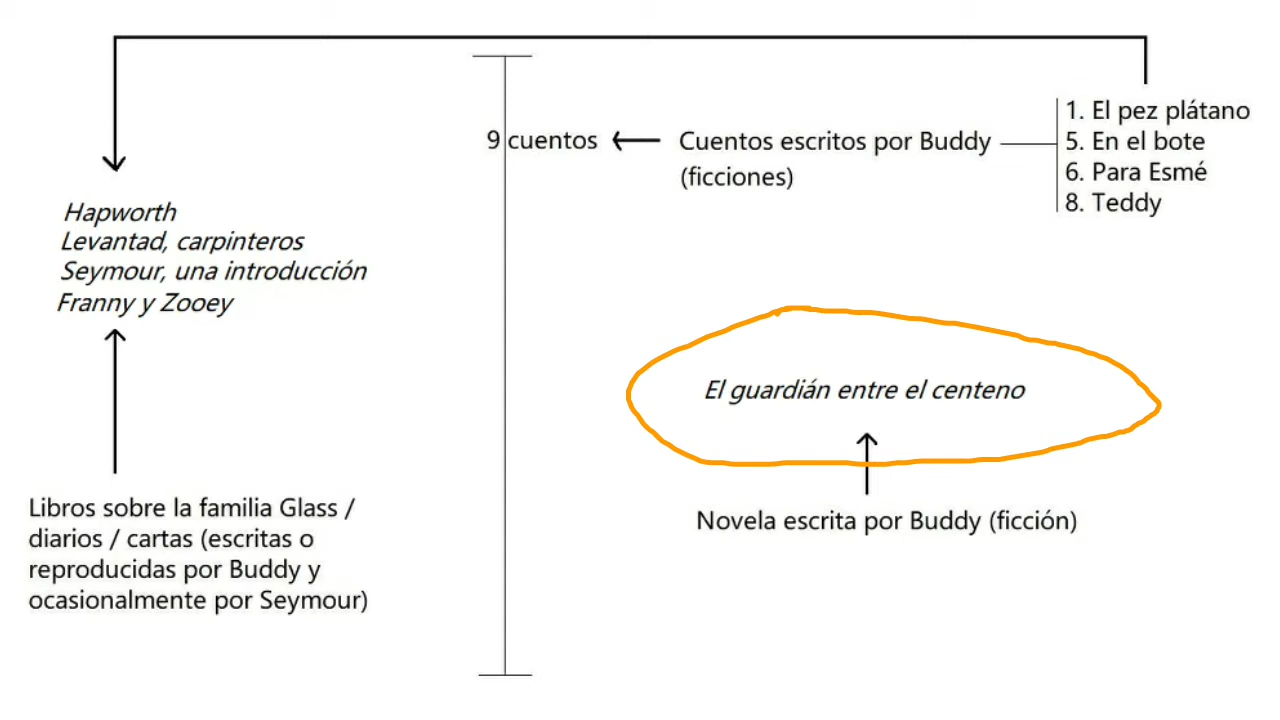 1. El pez plátano
9 cuentos
Cuentos escritos por Buddy
(ficciones)
5. En el bote
6. Para Esmé
8. Teddy
Hapworth
Levantad, carpinteros
Seymour, una introducción
Franny y Zooey
El guardián entre el centeno
Novela escrita por Buddy (ficción)
Libros sobre la familia Glass /
diarios / cartas (escritas o
reproducidas por Buddy y
ocasionalmente por Seymour)